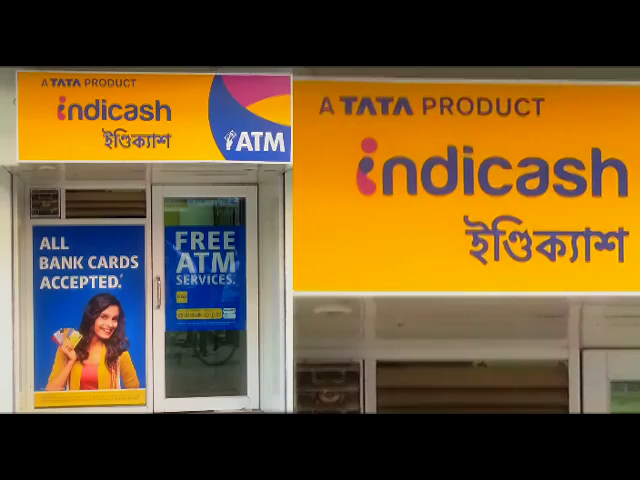 A TATA PRODUCT
indicash
ইণ্ডিক্যাশ
ATM
ALL
BANK CARDS
ACCEPTED.*
FREE
ATM
SERVICES.
A TATA PRODUCT
indicash
ইণ্ডিক্যাশ